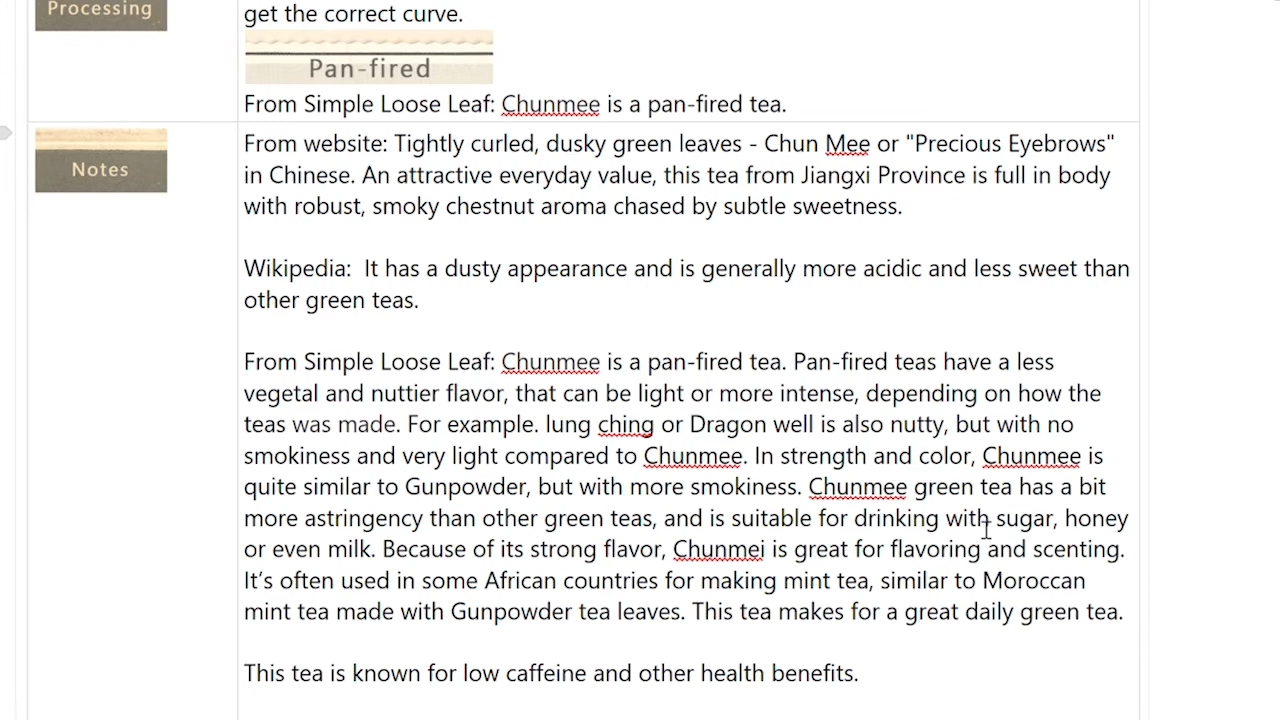 Processing
get the correct curve.
Pan-fired
From Simple Loose Leaf: Chunmee is a pan-fired tea.
Notes
From website: Tightly curled, dusky green leaves - Chun Mee or "Precious Eyebrows"
in Chinese. An attractive everyday value, this tea from Jiangxi Province is full in body
with robust, smoky chestnut aroma chased by subtle sweetness.
Wikipedia:  It has a dusty appearance and is generally more acidic and less sweet than
other green teas.
From Simple Loose Leaf: Chunmee is a pan-fired tea. Pan-fired teas have a less
vegetal and nuttier flavor, that can be light or more intense, depending on how the
teas was made. For example. lung ching or Dragon well is also nutty, but with no
smokiness and very light compared to Chunmee. In strength and color, Chunmee is
quite similar to Gunpowder, but with more smokiness. Chunmee green tea has a bit
more astringency than other green teas, and is suitable for drinking with sugar, honey
or even milk. Because of its strong flavor, Chunmei is great for flavoring and scenting.
It’s often used in some African countries for making mint tea, similar to Moroccan
mint tea made with Gunpowder tea leaves. This tea makes for a great daily green tea.
This tea is known for low caffeine and other health benefits.